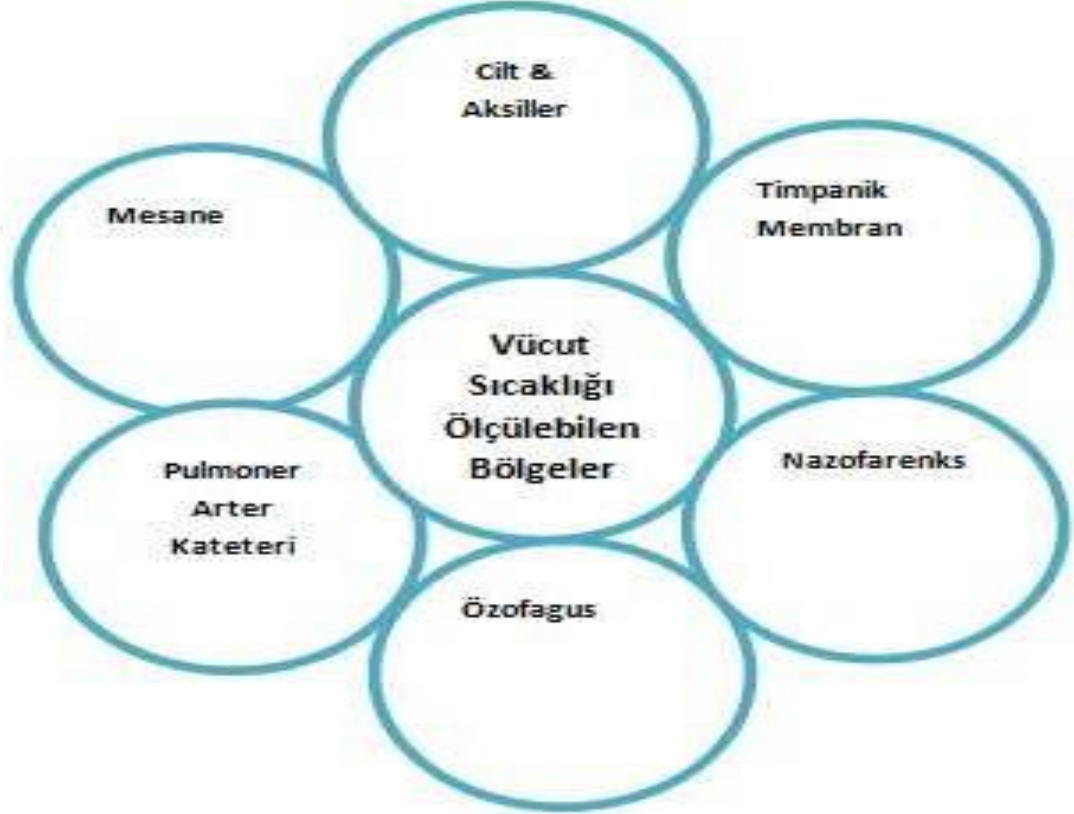 Cilt &
Aksiller
Timpanik
Membran
Mesane
Vücut
Sıcaklığı
Ölçülebilen
Bölgeler
Nazofarenks
Pulmoner
Arter
Kateteri
Özofagus